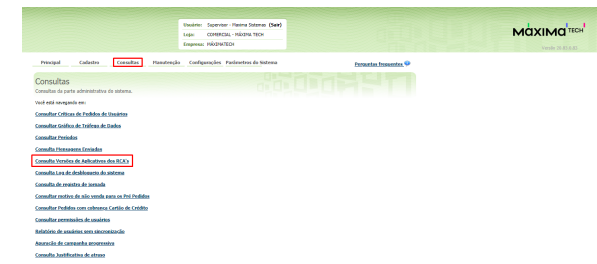 Usuário: Supervisor - Maxima Sistemas (Sair)
Loja: COMERCIAL - MÁXIMA TECH
Empresa: MÁXIMATECH
MÁXIMA TECH
Principal Cadastro Consultas Manutenção Configurações Parâmetros do Sistema Perguntas frequentes
Consultas
Consultas da parte administrativa do sistema.
Você está navegando em:
Consultar Críticas de Pedidos de Usuários
Consultar Gráfico de Tráfego de Dados
Consultar Períodos
Consulta Mensagens Enviadas
Consulta Versões de Aplicativos dos RCA's
Consulta Log de desbloqueio do sistema
Consulta de registro de jornada
Consultar motivo de não venda para os Pré Pedidos
Consultar Pedidos com cobrança Cartão de Crédito
Consultar permissões de usuários
Relatório de usuários sem sincronização
Apuração de campanha progressiva
Consulta Justificativa de atraso